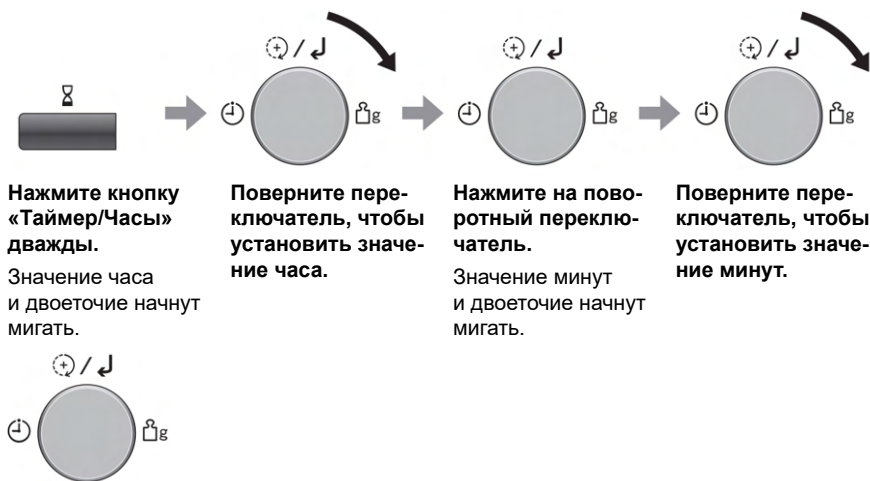 g
g
g
Нажмите кнопку
«Таймер/Часы»
дважды.
Значение часа
и двоеточие начнут
мигать.
Поверните пере-
ключатель, чтобы
установить значе-
ние часа.
Нажмите на пово-
ротный переклю-
чатель.
Значение минут
и двоеточие начнут
мигать.
Поверните пере-
ключатель, чтобы
установить значе-
ние минут.
g